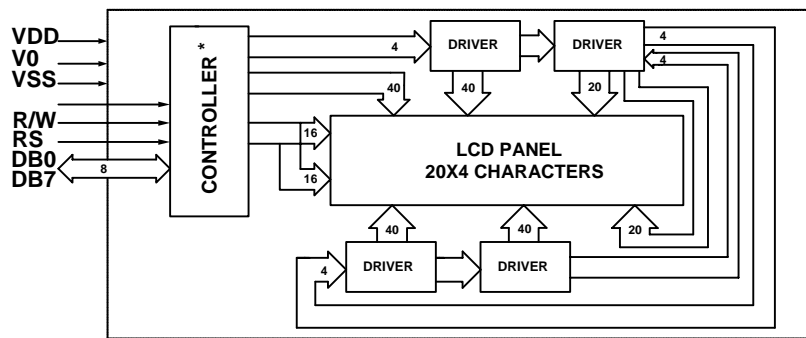 VDD
V0
VSS
R/W
RS
DB0
DB7
8
CONTROLLER*
4
DRIVER
DRIVER
4
4
40
40
20
16
16
LCD PANEL
20X4 CHARACTERS
40
40
20
4
DRIVER
DRIVER